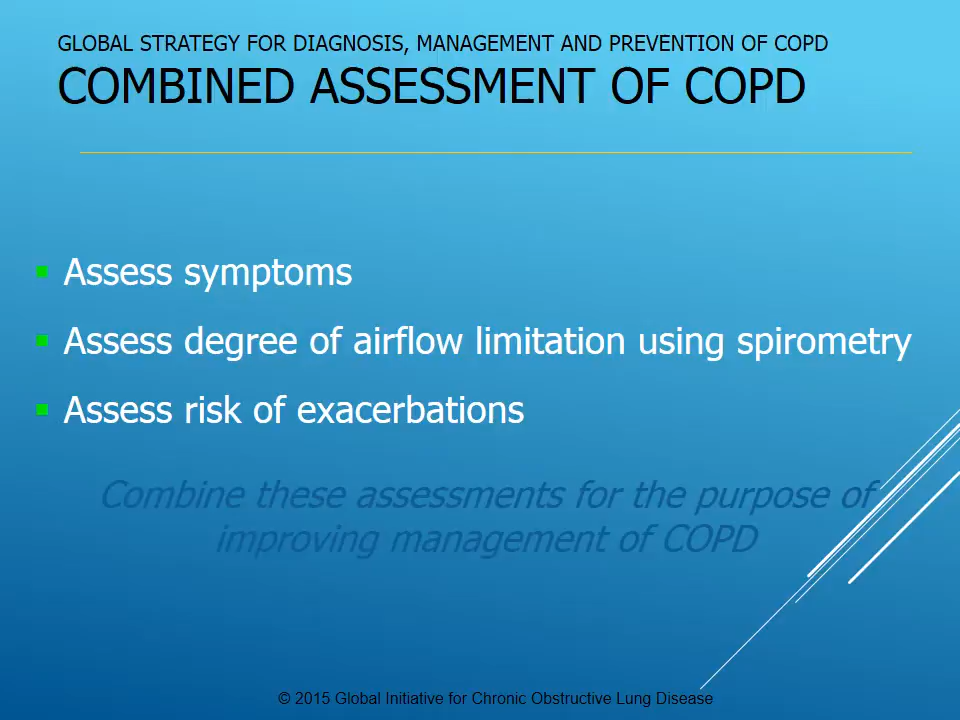 GLOBAL STRATEGY FOR DIAGNOSIS, MANAGEMENT AND PREVENTION OF COPD
COMBINED ASSESSMENT OF COPD
Assess symptoms
Assess degree of airflow limitation using spirometry
Assess risk of exacerbations
Combine these assessments for the purpose of
improving management of COPD
© 2015 Global Initiative for Chronic Obstructive Lung Disease